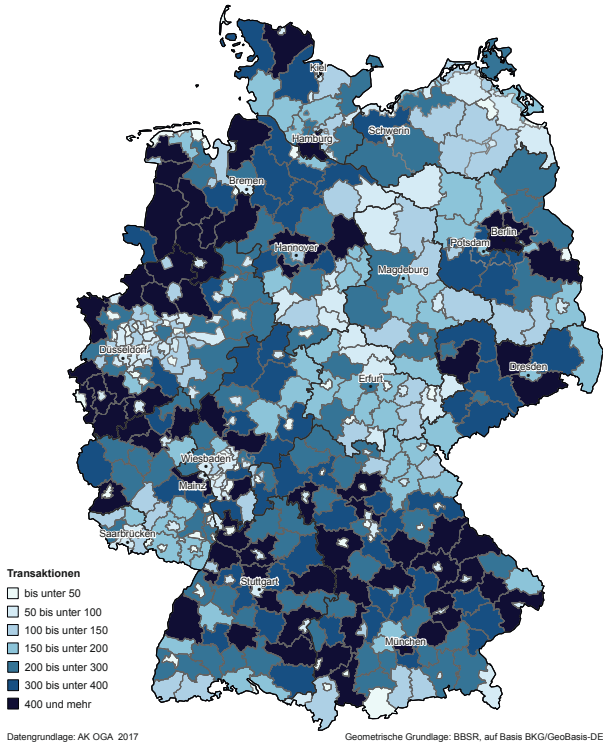 Kiel
Schwerin
Hamburg
Bremen
Berlin
Hannover
Potsdam
Magdeburg
Düsseldorf
Dresden
Erfurt
Wiesbaden
Mainz
Saarbrücken
Stuttgart
München
Transaktionen
bis unter 50
50 bis unter 100
100 bis unter 150
150 bis unter 200
200 bis unter 300
300 bis unter 400
400 und mehr
Datengrundlage: AK OGA 2017
Geometrische Grundlage: BBSR, auf Basis BKG/GeoBasis-DE